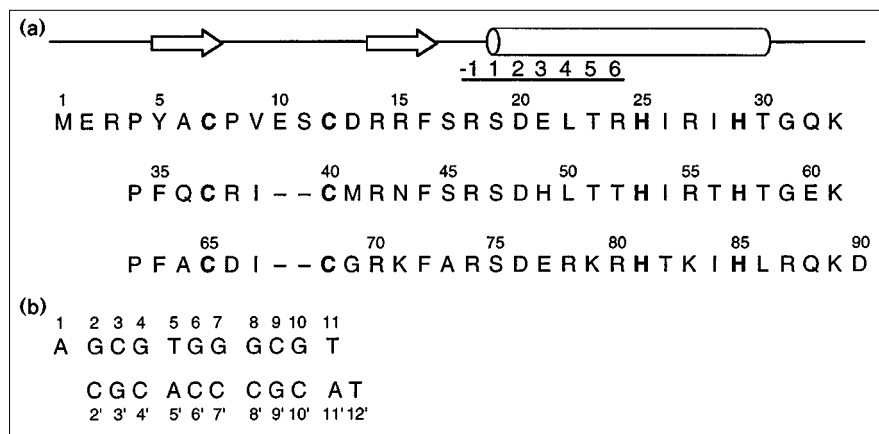 (a)
-1 1 2 3 4 5 6
1 5 10 15 20 25 30
M E R P Y A C P V E S C D R R F S R S D E L T R H I R I H T G Q K
35 40 45 50 55 60
P F Q C R I – – C M R N F S R S D H L T T H I R T H T G E K
65 70 75 80 85 90
P F A C D I – – C G R K F A R S D E R K R H T K I H L R Q K D
(b)
1 2 3 4 5 6 7 8 9 10 11
A G C G T G G G C G T
C G C A C C C G C A T
2' 3' 4' 5' 6' 7' 8' 9' 10' 11' 12'